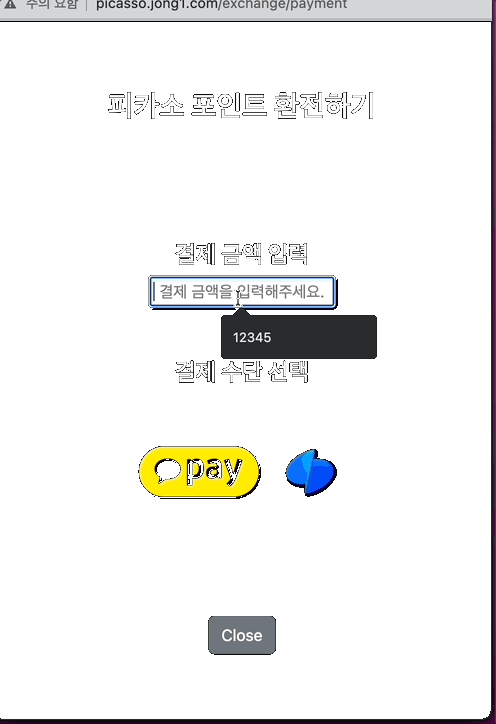 주의 요함 | picasso.jong1.com/exchange/payment
피카소 포인트 환전하기
결제 금액 입력
결제 금액을 입력해주세요.
12345
결제 수단 선택
pay
Close